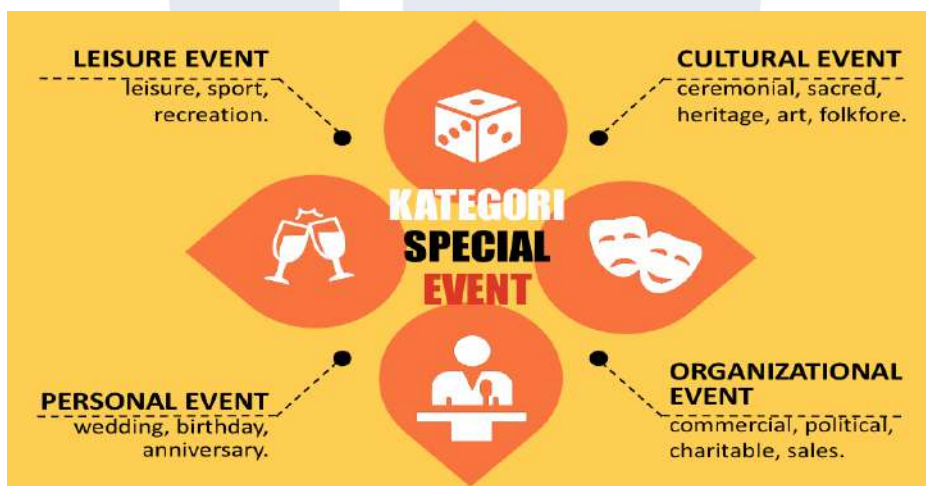 LEISURE EVENT
leisure, sport,
recreation.
CULTURAL EVENT
ceremonial, sacred,
heritage, art, folkfore.
KATEGORI
SPECIAL
EVENT
PERSONAL EVENT
wedding, birthday,
anniversary.
ORGANIZATIONAL
EVENT
commercial, political,
charitable, sales.